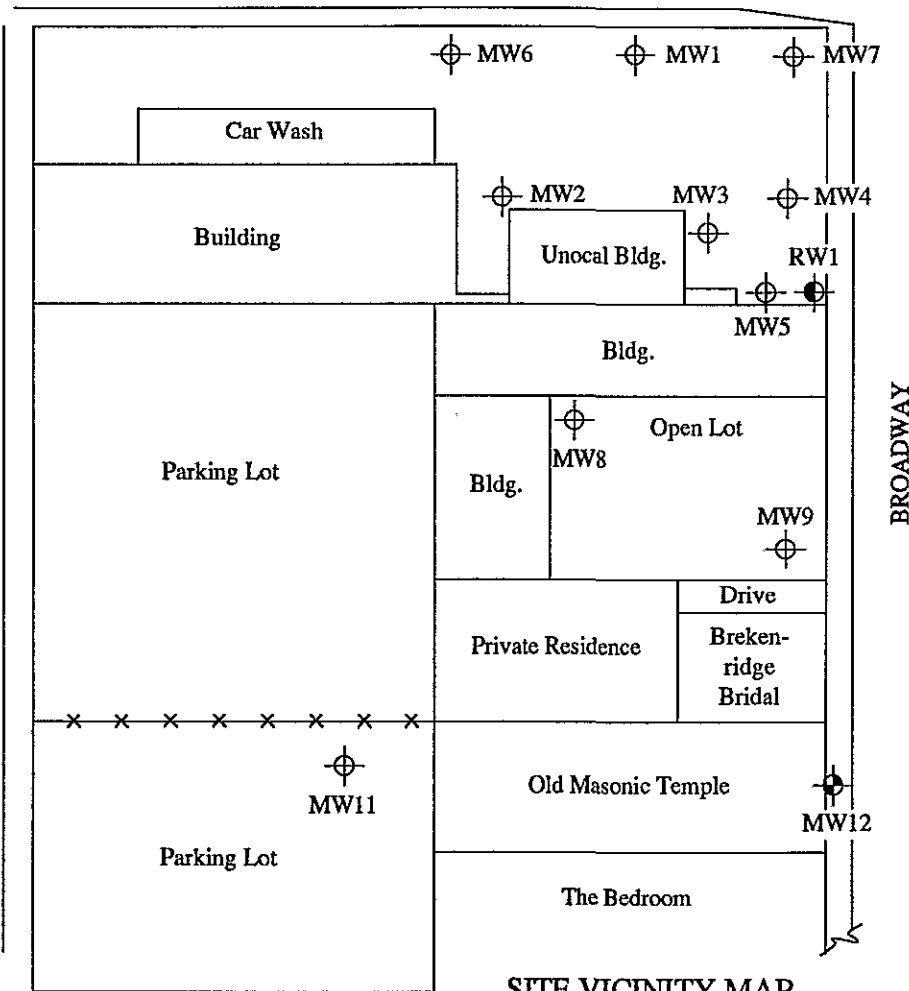 MW6
MW1
MW7
Car Wash
MW2
MW3
MW4
Building
Unocal Bldg.
RW1
MW5
Bldg.
Open Lot
MW8
Parking Lot
Bldg.
BROADWAY
MW9
Drive
Private Residence
Breken-
ridge
Bridal
MW11
Old Masonic Temple
MW12
Parking Lot
The Bedroom
SITE VICINITY MAP